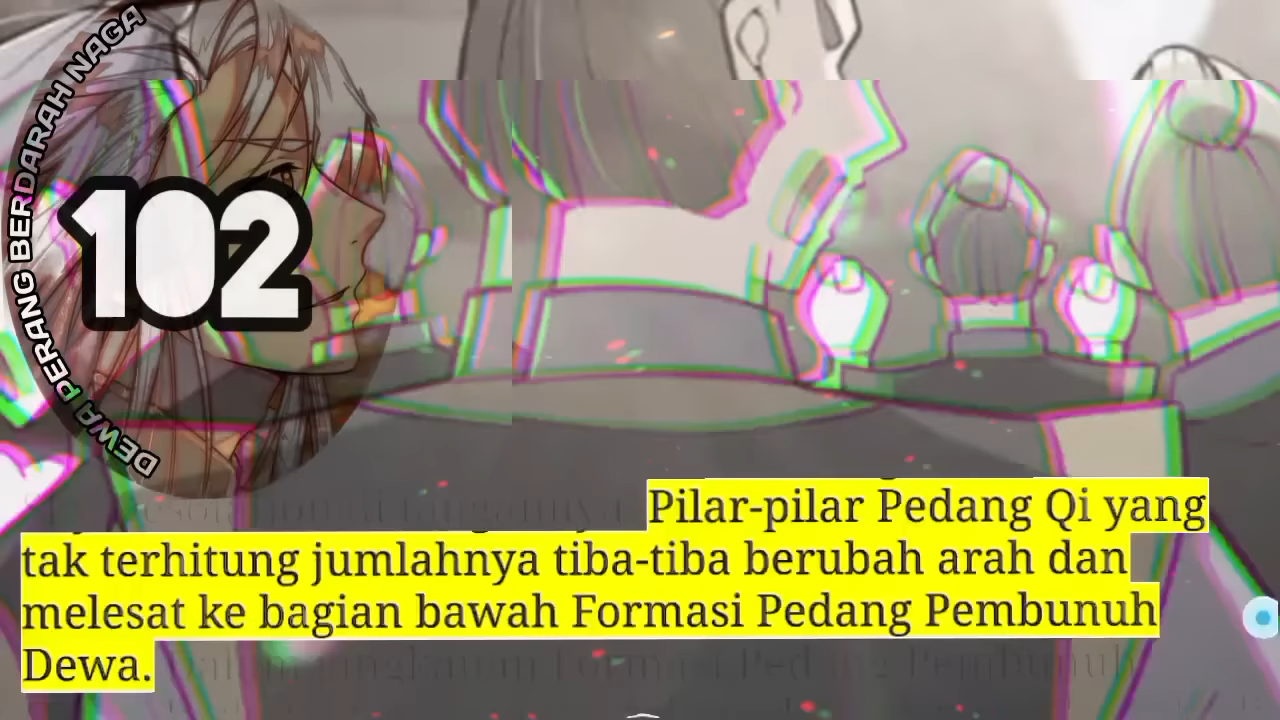 DEWA PERANG BERDARAH NAGA
102
Pilar-pilar Pedang Qi yang
tak terhitung jumlahnya tiba-tiba berubah arah dan
melesat ke bagian bawah Formasi Pedang Pembunuh
Dewa.